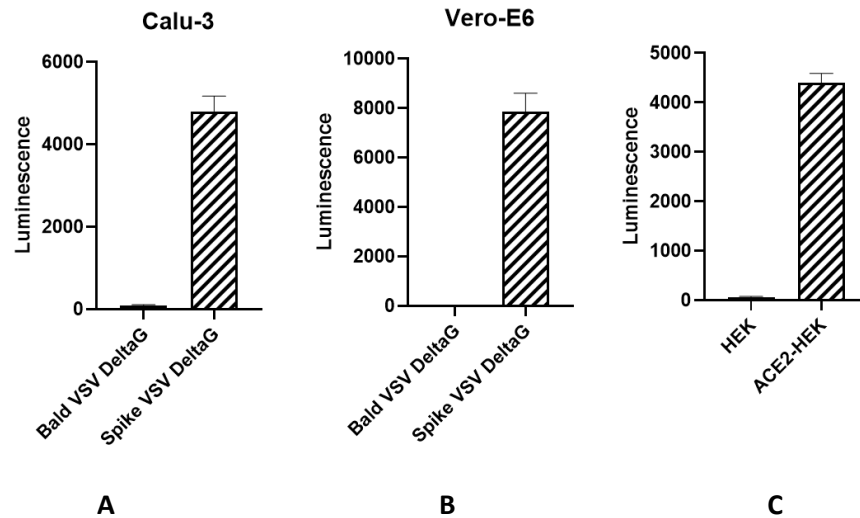 Calu-3
Luminescence
6000
4000
2000
0
Bald VSV DeltaG
Spike VSV DeltaG
A
Vero-E6
Luminescence
10000
8000
6000
4000
2000
0
Bald VSV DeltaG
Spike VSV DeltaG
B
Luminescence
5000
4000
3000
2000
1000
0
HEK
ACE2-HEK
C